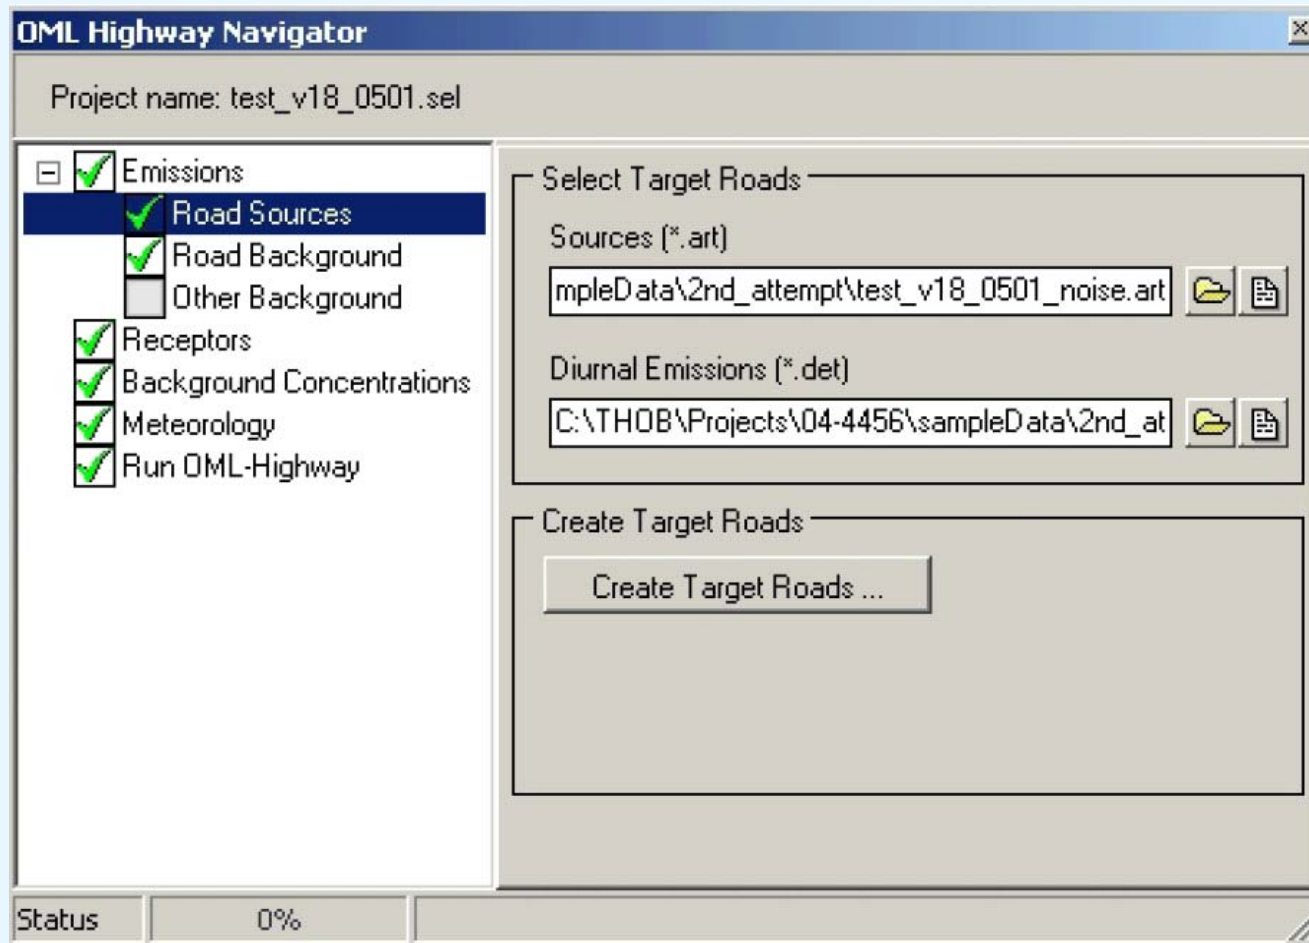 OML Highway Navigator
Project name: test_v18_0501.sel
Emissions
Road Sources
Road Background
Other Background
Receptors
Background Concentrations
Meteorology
Run OML-Highway
Select Target Roads
Sources (*.art)
mpleData\2nd_attempt\test_v18_0501_noise.art
Diurnal Emissions (*.det)
C:\THOB\Projects\04-4456\sampleData\2nd_at
Create Target Roads
Create Target Roads ...
Status
0%